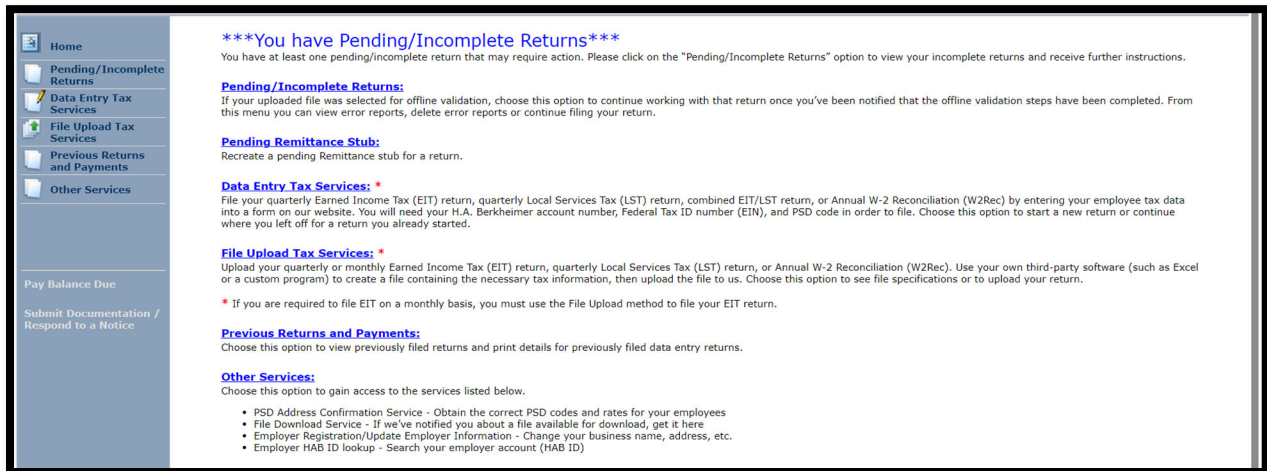 Home
Pending/Incomplete
Returns
Data Entry Tax
Services
File Upload Tax
Services
Previous Returns
and Payments
Other Services
Pay Balance Due
Submit Documentation /
Respond to a Notice
***You have Pending/Incomplete Returns***
You have at least one pending/incomplete return that may require action. Please click on the “Pending/Incomplete Returns” option to view your incomplete returns and receive further instructions.
Pending/Incomplete Returns:
If your uploaded file was selected for offline validation, choose this option to continue working with that return once you’ve been notified that the offline validation steps have been completed. From
this menu you can view error reports, delete error reports or continue filing your return.
Pending Remittance Stub:
Recreate a pending Remittance stub for a return.
Data Entry Tax Services: *
File your quarterly Earned Income Tax (EIT) return, quarterly Local Services Tax (LST) return, combined EIT/LST return, or Annual W-2 Reconciliation (W2Rec) by entering your employee tax data
into a form on our website. You will need your H.A. Berkheimer account number, Federal Tax ID number (EIN), and PSD code in order to file. Choose this option to start a new return or continue
where you left off for a return you already started.
File Upload Tax Services: *
Upload your quarterly or monthly Earned Income Tax (EIT) return, quarterly Local Services Tax (LST) return, or Annual W-2 Reconciliation (W2Rec). Use your own third-party software (such as Excel
or a custom program) to create a file containing the necessary tax information, then upload the file to us. Choose this option to see file specifications or to upload your return.
* If you are required to file EIT on a monthly basis, you must use the File Upload method to file your EIT return.
Previous Returns and Payments:
Choose this option to view previously filed returns and print details for previously filed data entry returns.
Other Services:
Choose this option to gain access to the services listed below.
• PSD Address Confirmation Service - Obtain the correct PSD codes and rates for your employees
• File Download Service - If we’ve notified you about a file available for download, get it here
• Employer Registration/Update Employer Information - Change your business name, address, etc.
• Employer HAB ID lookup - Search your employer account (HAB ID)